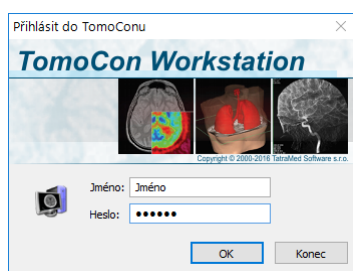 Přihlásit do TomoConu
TomoCon Workstation
Copyright © 2000-2016 TatraMed Software s.r.o.
Jméno: Jméno
Heslo: ●●●●●●
OK Konec